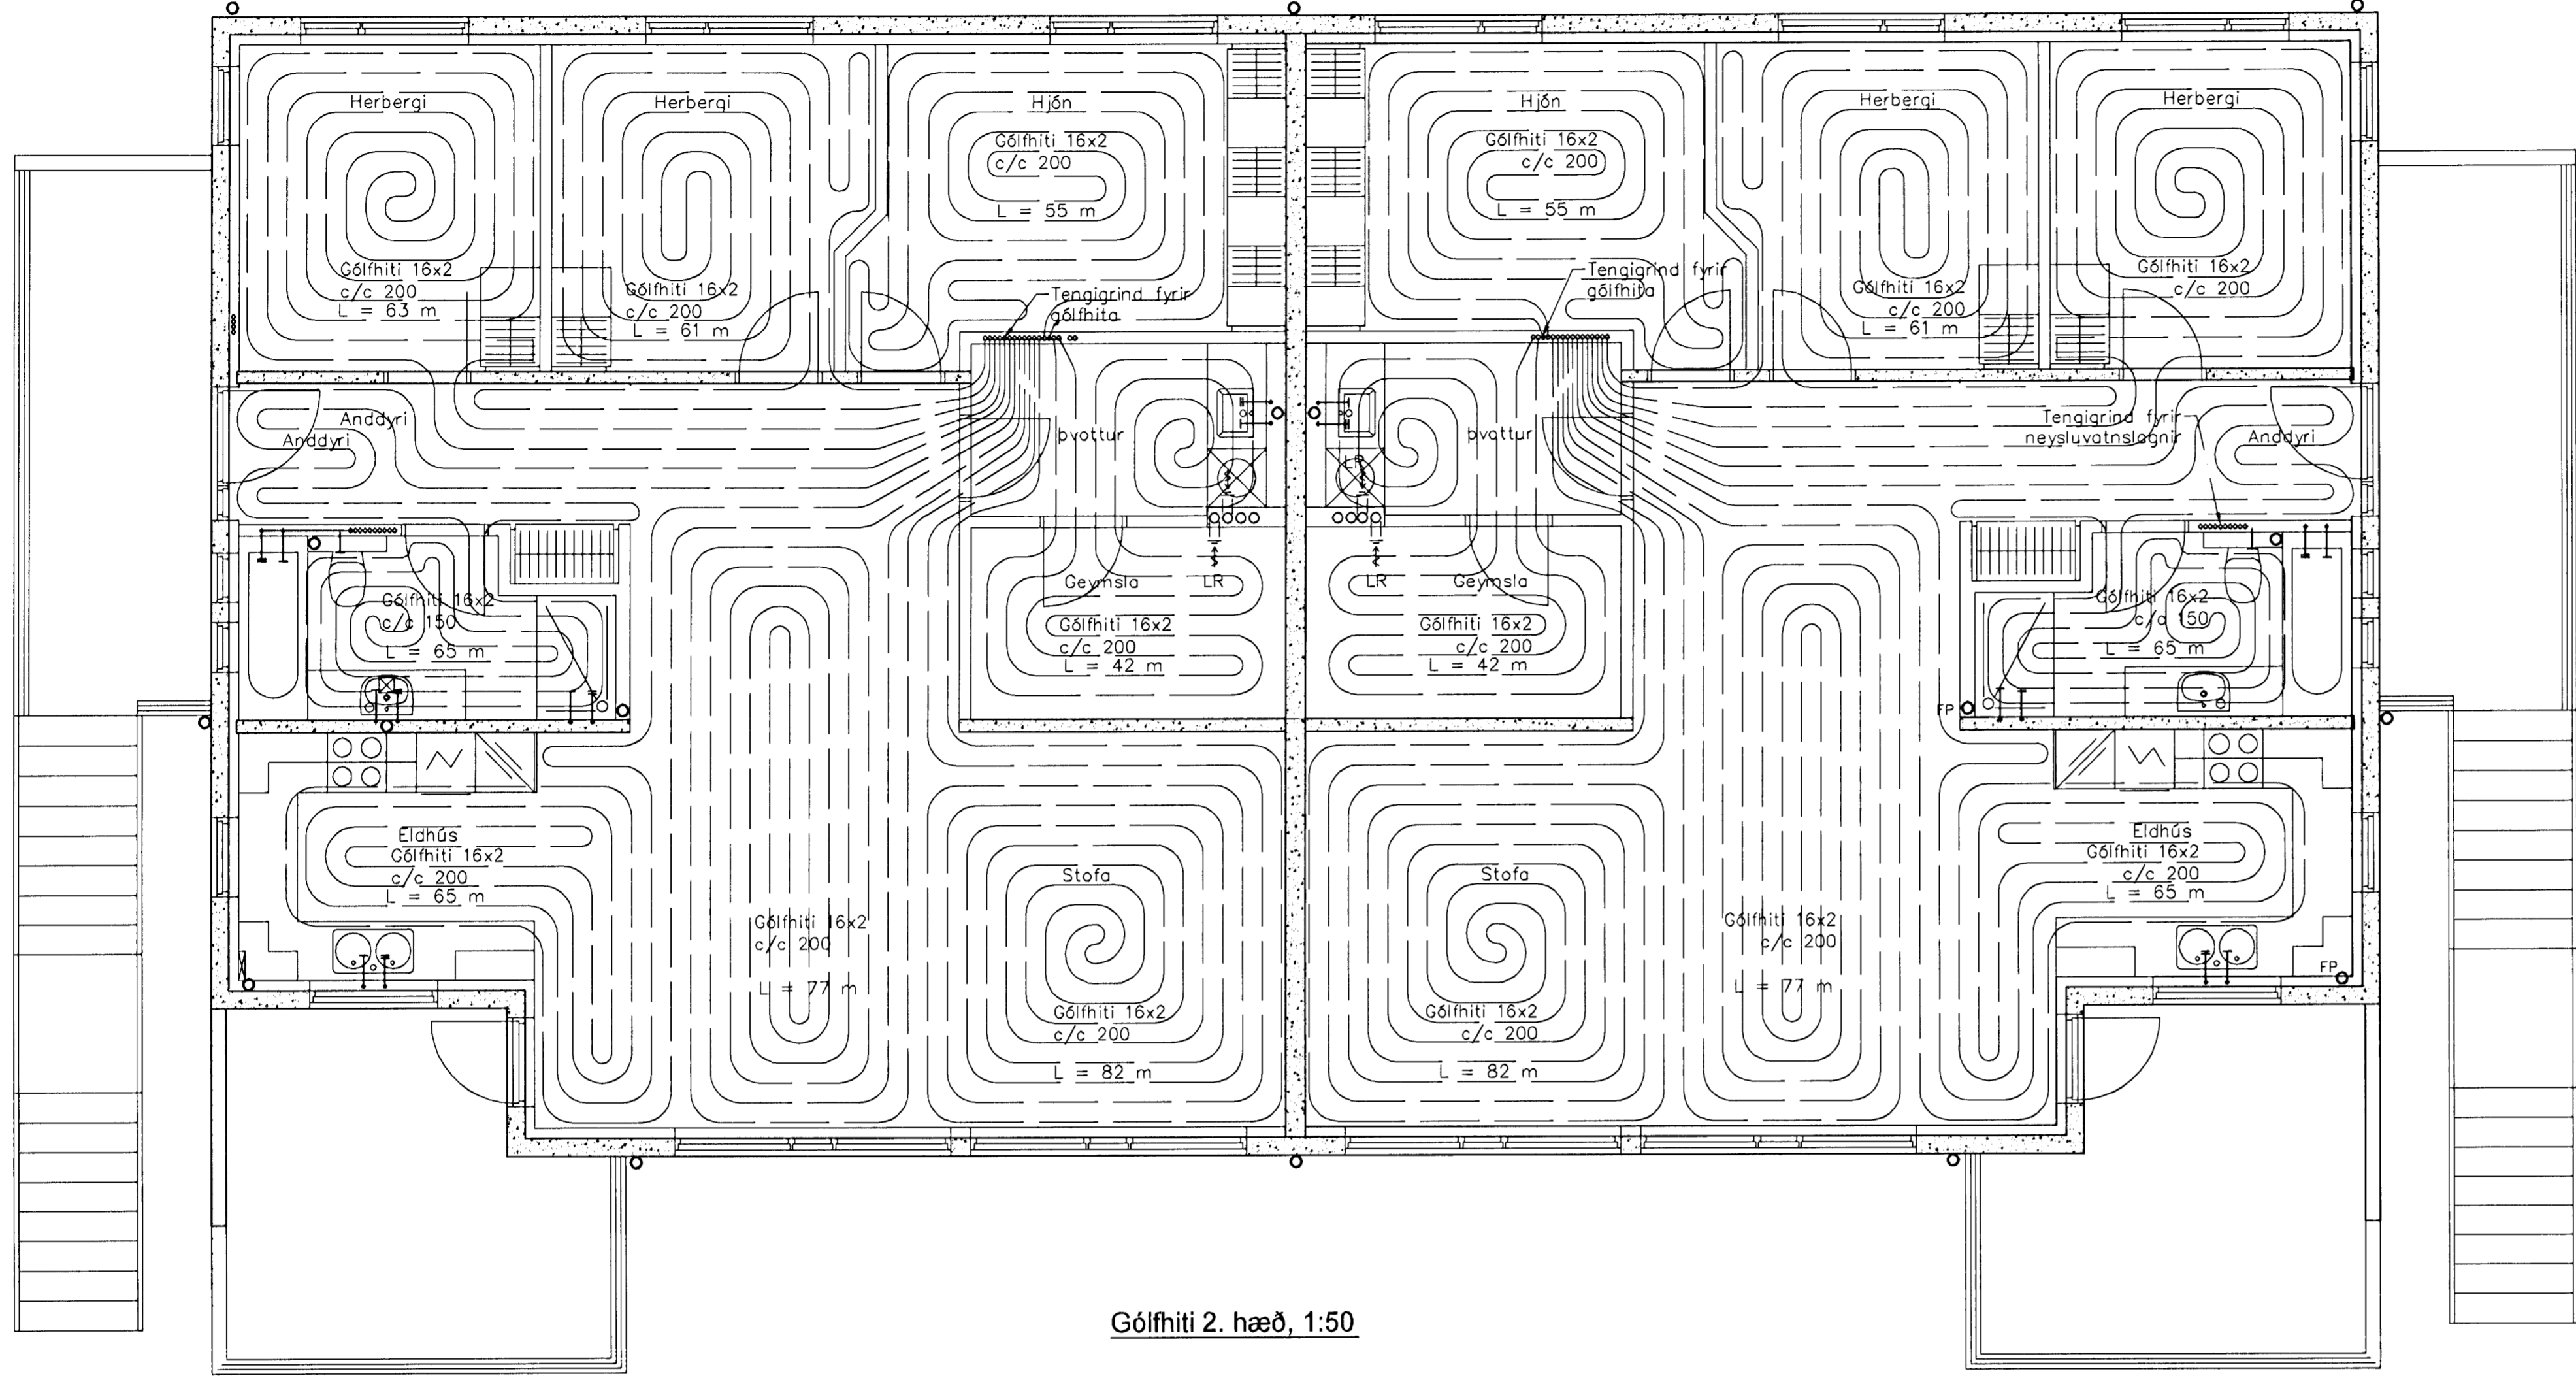 Herbergi
Gólfhiti 16x2
c/c 200
L = 63 m
Herbergi
Gólfhiti 16x2
c/c 200
L = 61 m
Hjón
Gólfhiti 16x2
c/c 200
L = 55 m
Tengigrind fyrir
gólfhita
Hjón
Gólfhiti 16x2
c/c 200
L = 55 m
Tengigrind fyrir
gólfhita
Herbergi
Gólfhiti 16x2
c/c 200
L = 61 m
Herbergi
Gólfhiti 16x2
c/c 200
Anddyri
Anddyri
Þvottur
Þvottur
LR
Tengigrind fyrir
neysluvatnslagnir
Anddyri
Gólfhiti 16x2
c/c 150
L = 65 m
Geymsla
Gólfhiti 16x2
c/c 200
L = 42 m
LR
LR
Geymsla
Gólfhiti 16x2
c/c 200
L = 42 m
Gólfhiti 16x2
c/c 150
L = 65 m
FP
Eldhús
Gólfhiti 16x2
c/c 200
L = 65 m
Gólfhiti 16x2
c/c 200
L = 77 m
Stofa
Gólfhiti 16x2
c/c 200
L = 82 m
Stofa
Gólfhiti 16x2
c/c 200
L = 82 m
Gólfhiti 16x2
c/c 200
L = 77 m
Eldhús
Gólfhiti 16x2
c/c 200
L = 65 m
FP
Gólfhiti 2. hæð, 1:50